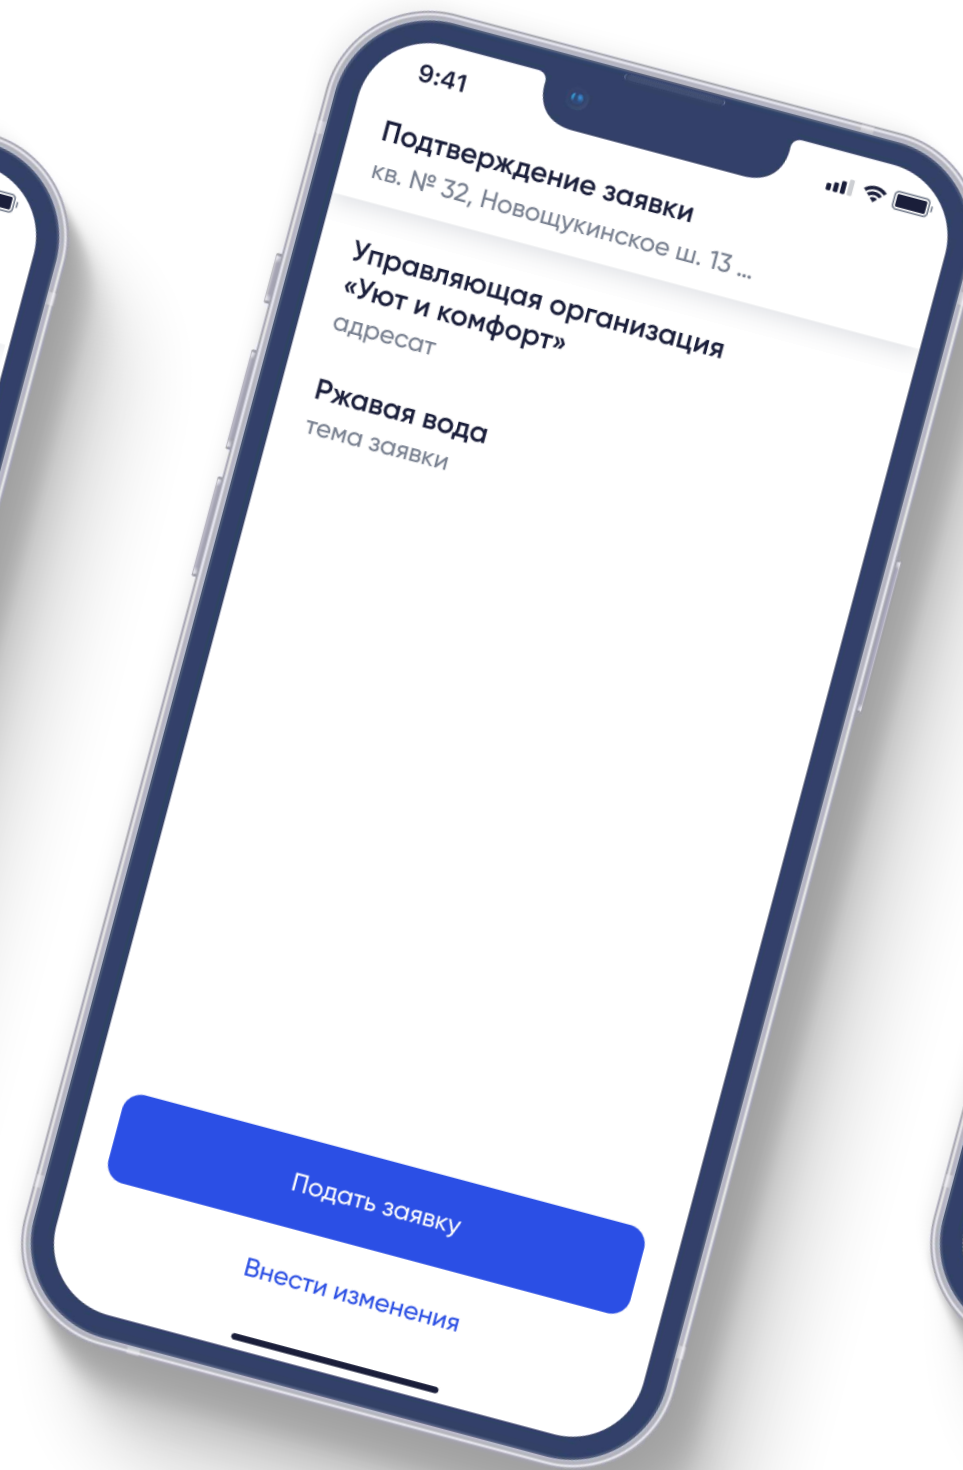 9:41
Подтверждение заявки
кв. № 32, Новощукинское ш. 13 ...
Управляющая организация
«Уют и комфорт»
адресат
Ржавая вода
тема заявки
Подать заявку
Внести изменения